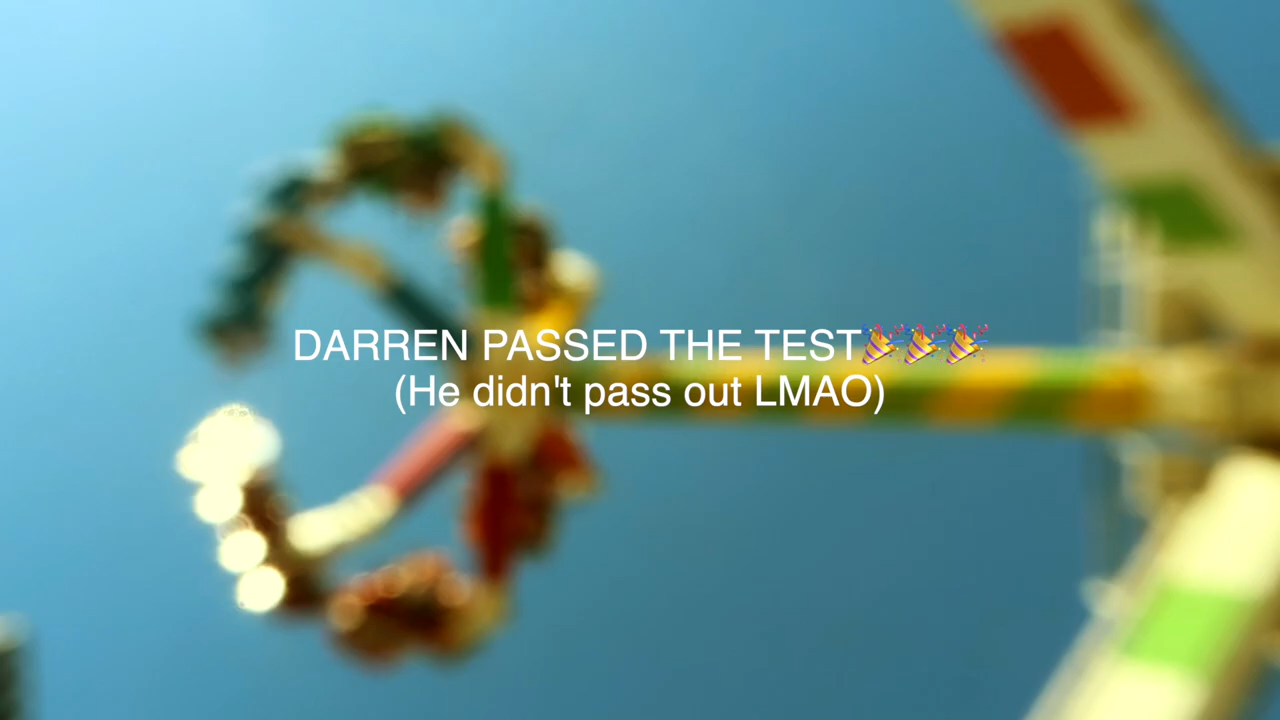 DARREN PASSED THE TEST🎉🎉🎉
(He didn't pass out LMAO)